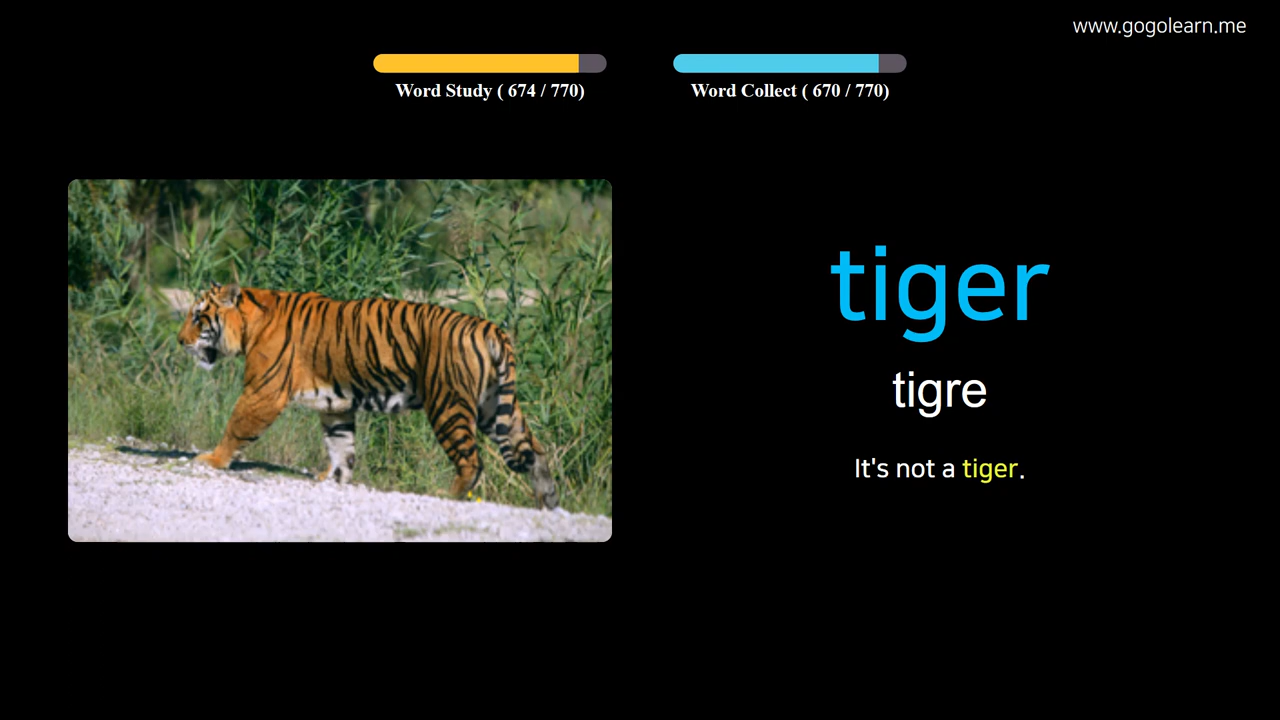 www.gogolearn.me
Word Study ( 674 / 770)
Word Collect ( 670 / 770)
tiger
tigre
It's not a tiger.